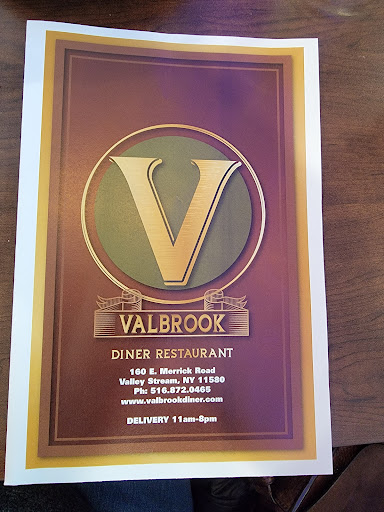 V
VALBROOK
DINER RESTAURANT
160 E. Merrick Road
Valley Stream, NY 11580
Ph: 516.872.0465
www.valbrookdiner.com
DELIVERY 11am-8pm